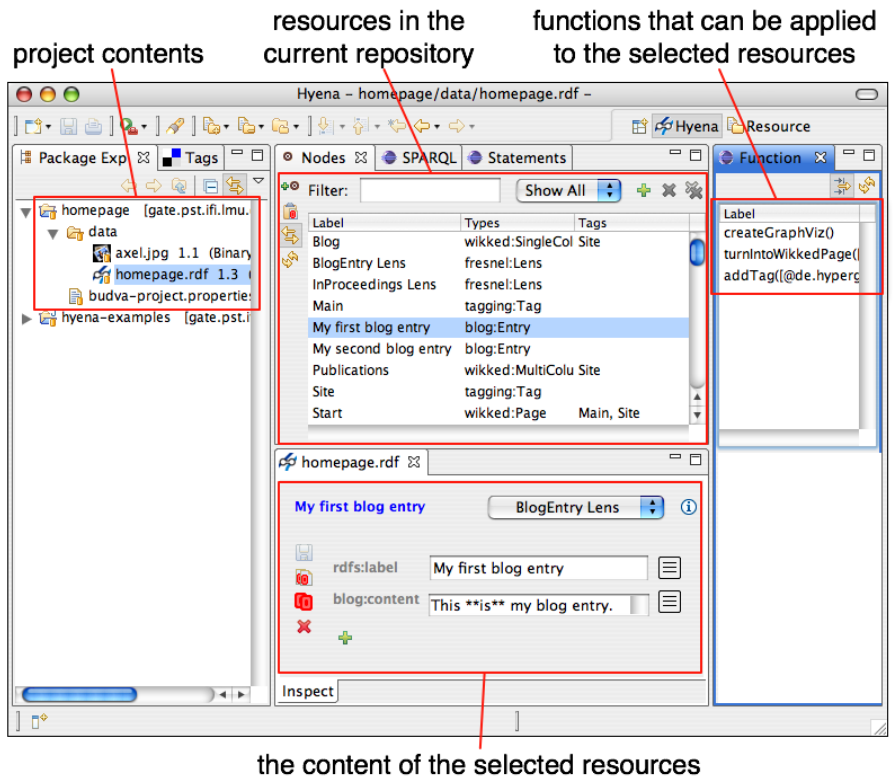 project contents
resources in the
current repository
functions that can be applied
to the selected resources
Hyena – homepage/data/homepage.rdf –
Hyena
Resource
Package Exp
Tags
homepage [gate.pst.ifi.lmu.
data
axel.jpg 1.1 (Binary
homepage.rdf 1.3
budva-project.properties
hyena-examples [gate.pst.i
Nodes
SPARQL
Statements
Filter:
Show All
Label Types Tags
Blog wikked:SingleCol Site
BlogEntry Lens fresnel:Lens
InProceedings Lens fresnel:Lens
Main tagging:Tag
My first blog entry blog:Entry
My second blog entry blog:Entry
Publications wikked:MultiColu Site
Site tagging:Tag
Start wikked:Page Main, Site
Function
Label
createGraphViz()
turnIntoWikkedPage([
addTag([@de.hyperg
homepage.rdf
My first blog entry
BlogEntry Lens
rdfs:label
My first blog entry
blog:content
This **is** my blog entry.
Inspect
the content of the selected resources